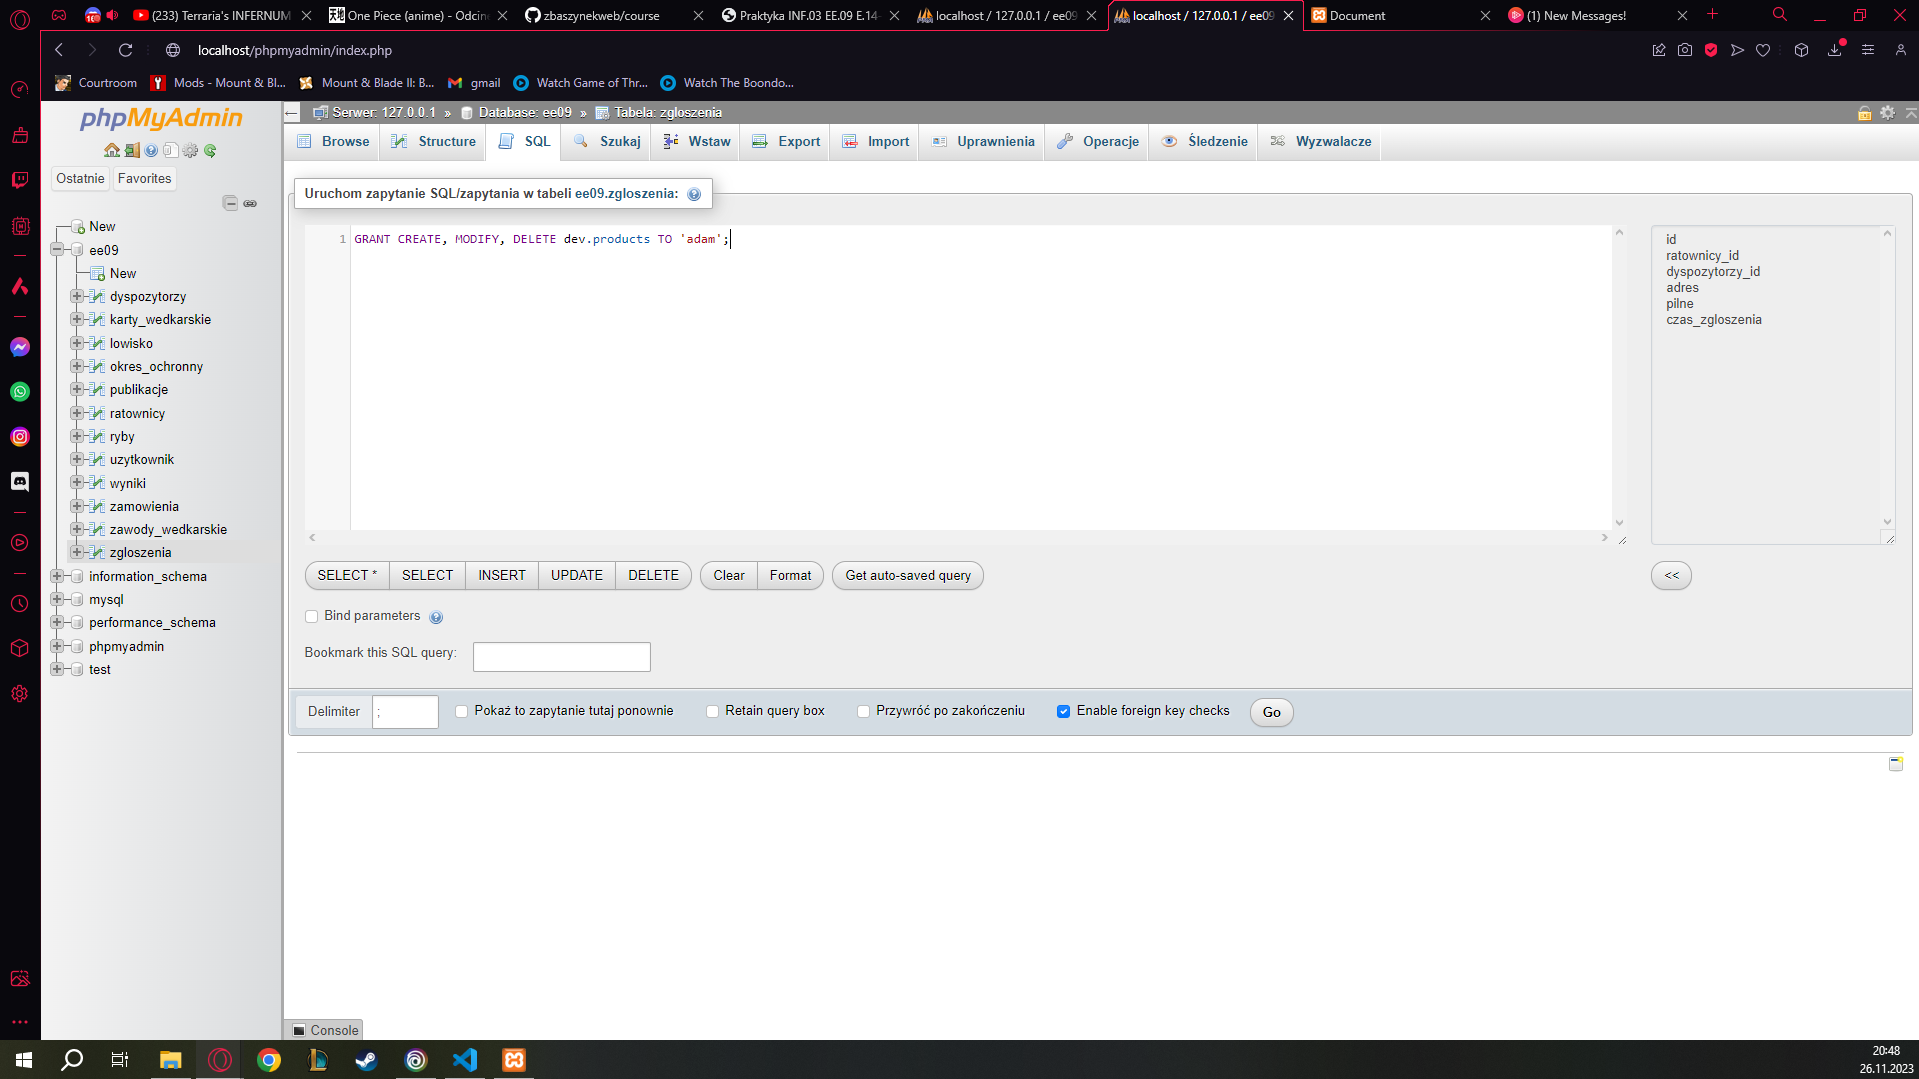 (233) Terraria's INFERNUM
One Piece (anime) - Odcin
zbaszynekweb/course
Praktyka INF.03 EE.09 E.14-
localhost / 127.0.0.1 / ee09
localhost / 127.0.0.1 / ee09
Document
(1) New Messages!
localhost/phpmyadmin/index.php
Courtroom
Mods - Mount & Bl...
Mount & Blade II: B...
gmail
Watch Game of Thr...
Watch The Boondo...
phpMyAdmin
Ostatnie
Favorites
New
ee09
New
dyspozytorzy
karty_wedkarskie
lowisko
okres_ochronny
publikacje
ratownicy
ryby
uzytkownik
wyniki
zamowienia
zawody_wedkarskie
zgloszenia
information_schema
mysql
performance_schema
phpmyadmin
test
Serwer: 127.0.0.1 » Database: ee09 » Tabela: zgloszenia
Browse
Structure
SQL
Szukaj
Wstaw
Export
Import
Uprawnienia
Operacje
Śledzenie
Wyzwalacze
Uruchom zapytanie SQL/zapytania w tabeli ee09.zgloszenia:
1 GRANT CREATE, MODIFY, DELETE dev.products TO 'adam';
id
ratownicy_id
dyspozytorzy_id
adres
pilne
czas_zgloszenia
SELECT *
SELECT
INSERT
UPDATE
DELETE
Clear
Format
Get auto-saved query
<<
Bind parameters
Bookmark this SQL query:
Delimiter
;
Pokaż to zapytanie tutaj ponownie
Retain query box
Przywróć po zakończeniu
Enable foreign key checks
Go
Console
20:48
26.11.2023